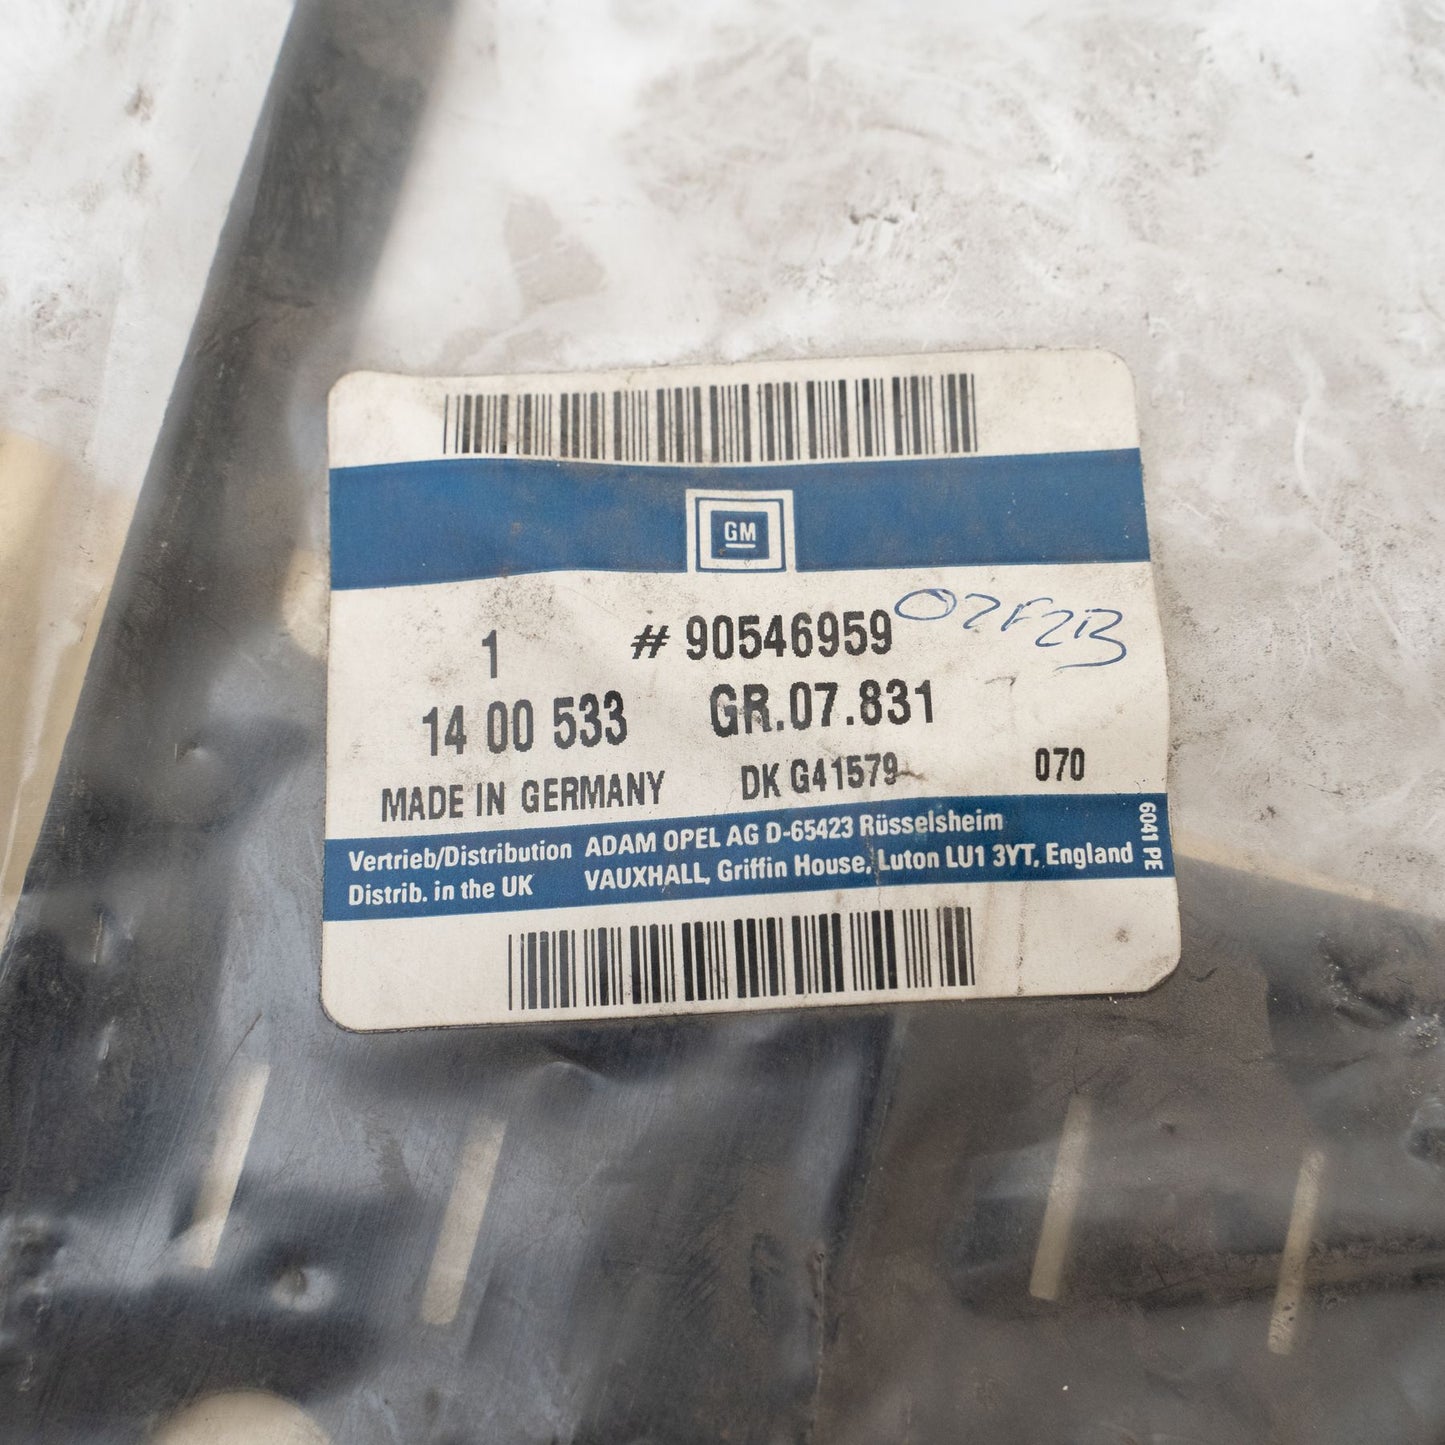 GM
1 # 90546959
14 00 533 GR.07.831
MADE IN GERMANY DK G41579 070
Vertrieb/Distribution ADAM OPEL AG D-65423 Rüsselsheim
Distrib. in the UK VAUXHALL, Griffin House, Luton LU1 3YT, England
6041 PE